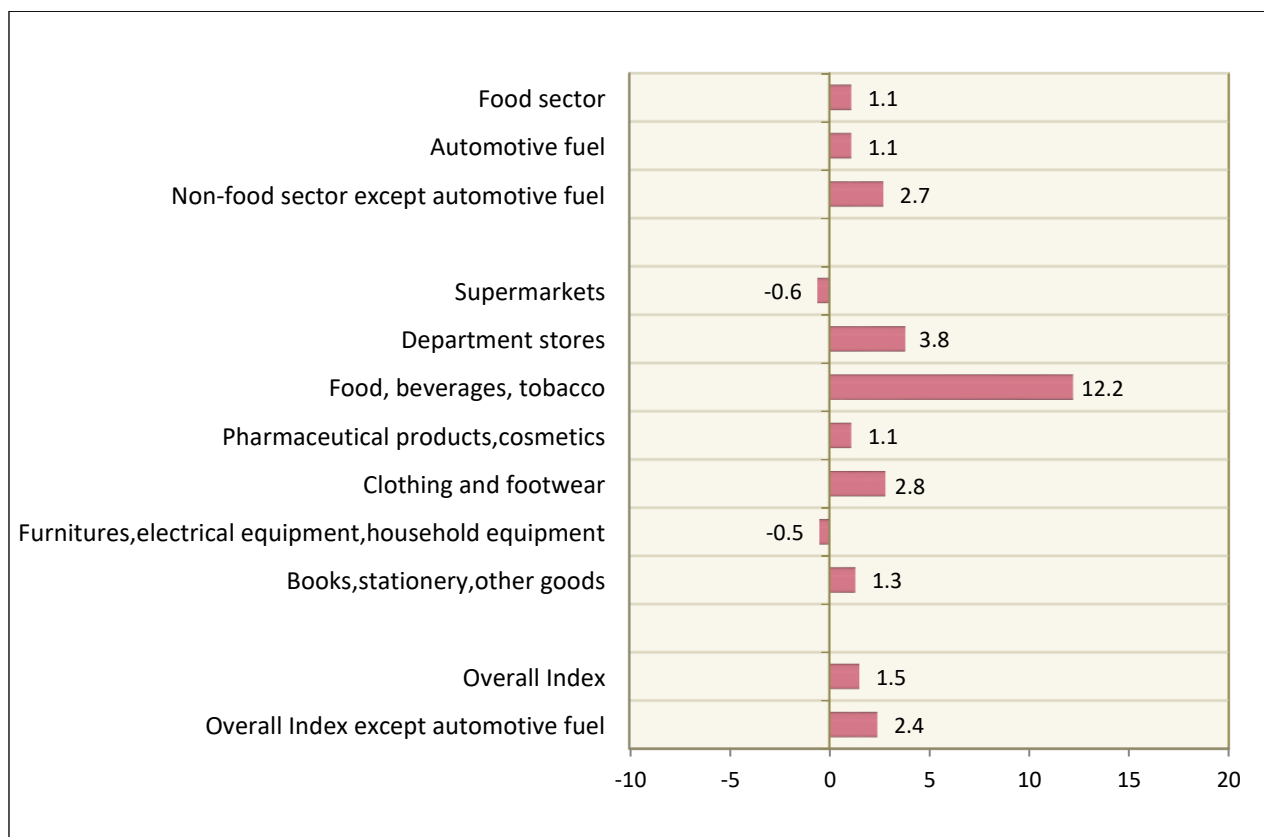 Food sector 1.1
Automotive fuel 1.1
Non-food sector except automotive fuel 2.7
Supermarkets -0.6
Department stores 3.8
Food, beverages, tobacco 12.2
Pharmaceutical products,cosmetics 1.1
Clothing and footwear 2.8
Furnitures,electrical equipment,household equipment -0.5
Books,stationery,other goods 1.3
Overall Index 1.5
Overall Index except automotive fuel 2.4
-10 -5 0 5 10 15 20